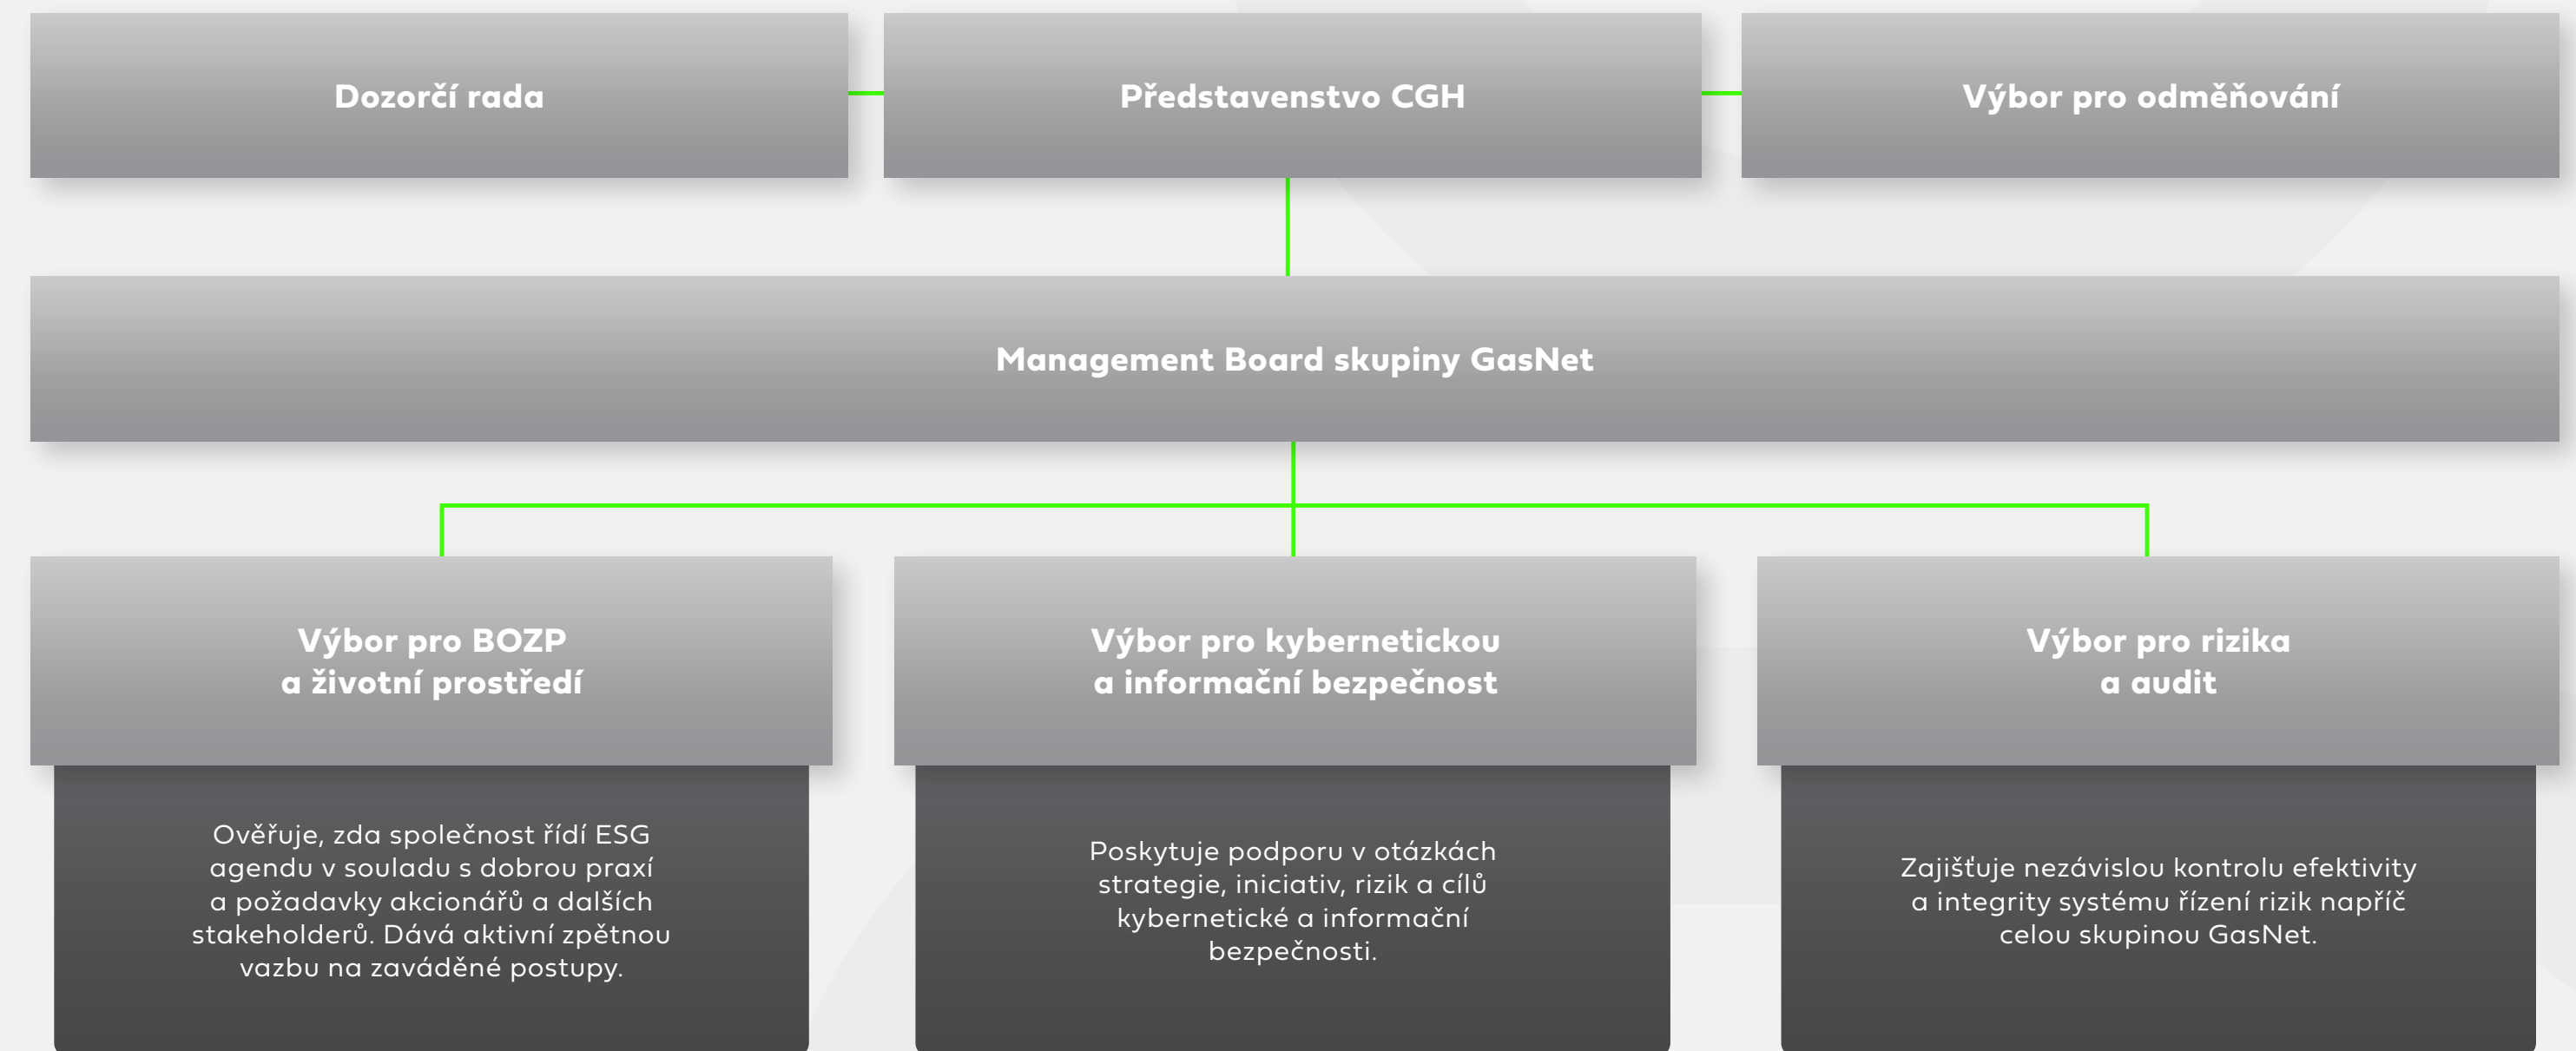 Dozorčí rada
Představenstvo CGH
Výbor pro odměňování
Management Board skupiny GasNet
Výbor pro BOZP
a životní prostředí
Výbor pro kybernetickou
a informační bezpečnost
Výbor pro rizika
a audit
Ověřuje, zda společnost řídí ESG
agendu v souladu s dobrou praxí
a požadavky akcionářů a dalších
stakeholderů. Dává aktivní zpětnou
vazbu na zaváděné postupy.
Poskytuje podporu v otázkách
strategie, iniciativ, rizik a cílů
kybernetické a informační
bezpečnosti.
Zajišťuje nezávislou kontrolu efektivity
a integrity systému řízení rizik napříč
celou skupinou GasNet.